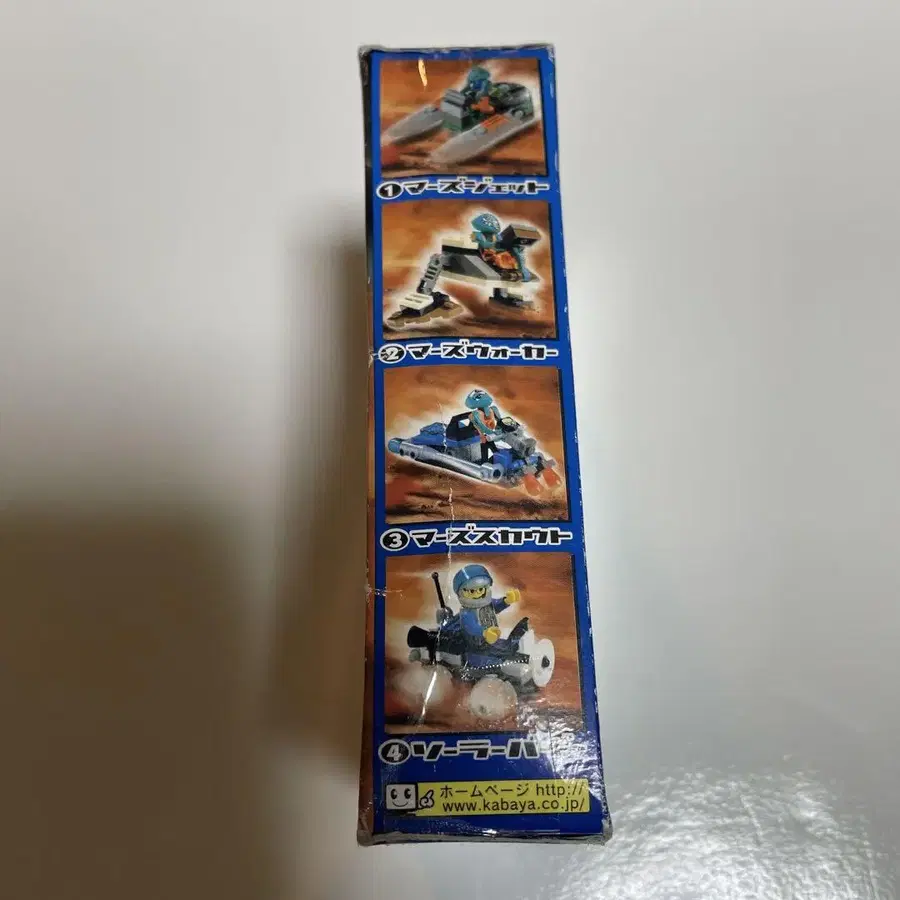 ①マーズジェット
②マーズウォーカー
③マーズスカウト
④ソーラーバ
ホームページ http://
www.kabaya.co.jp/